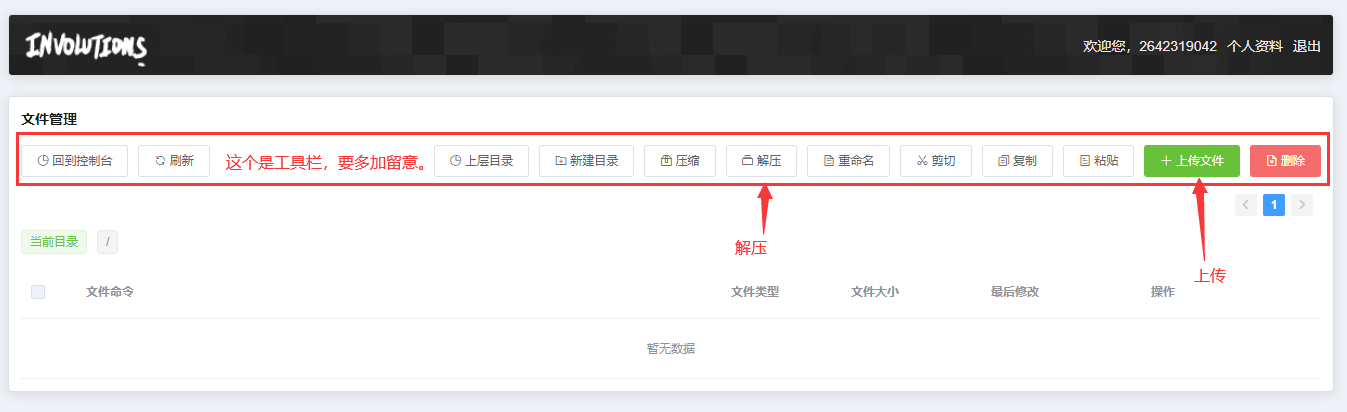 INVOLUTIONS
欢迎您，2642319042 个人资料 退出
文件管理
回到控制台 刷新 这个是工具栏，要多加留意。 上层目录 新建目录 压缩 解压 重命名 剪切 复制 粘贴 上传文件 删除
1
当前目录 /
解压
上传
文件命令 文件类型 文件大小 最后修改 操作
暂无数据